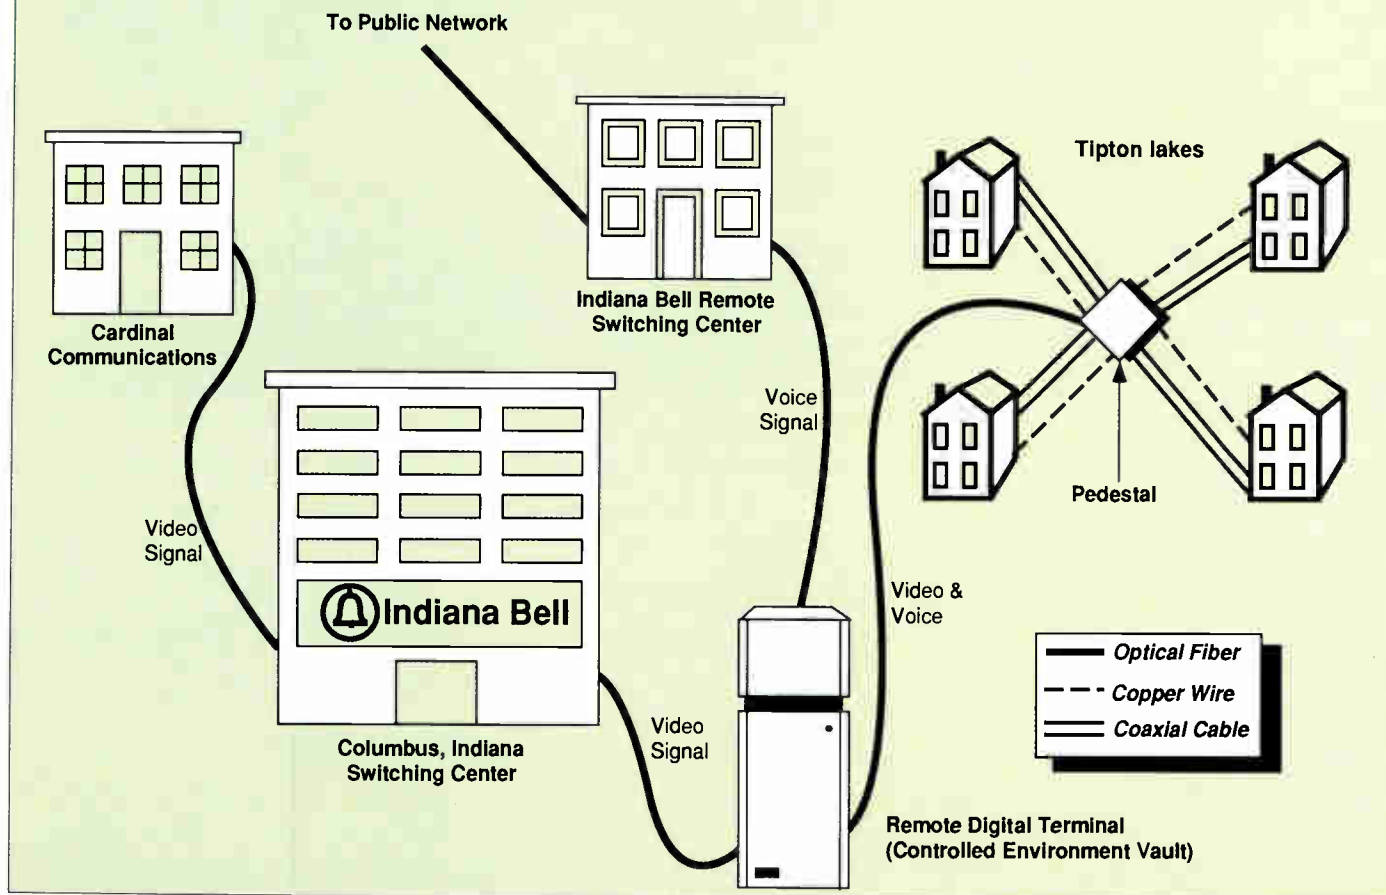 To Public Network
Tipton lakes
Indiana Bell Remote
Switching Center
Cardinal
Communications
Voice
Signal
Pedestal
Video
Signal
Video &
Voice
Indiana Bell
Optical Fiber
Copper Wire
Coaxial Cable
Video
Signal
Columbus, Indiana
Switching Center
Remote Digital Terminal
(Controlled Environment Vault)